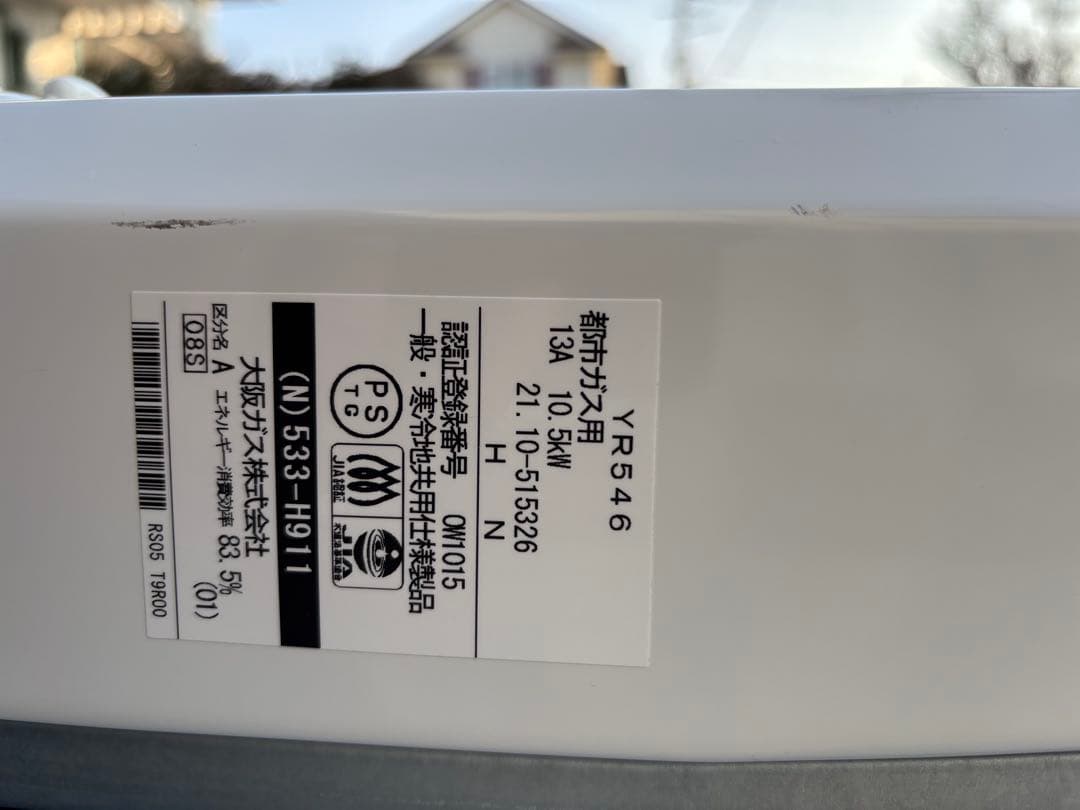 YR546
都市ガス用
13A 10.5kW
21.10-515326
H N
認証登録番号 OW1015
一般・寒冷地共用仕様製品
PS
TG
JIA認証
JIA
(N)533-H911
大阪ガス株式会社
区分名 A エネルギー消費効率 83.5%
08S (01)
RS05 T9R00